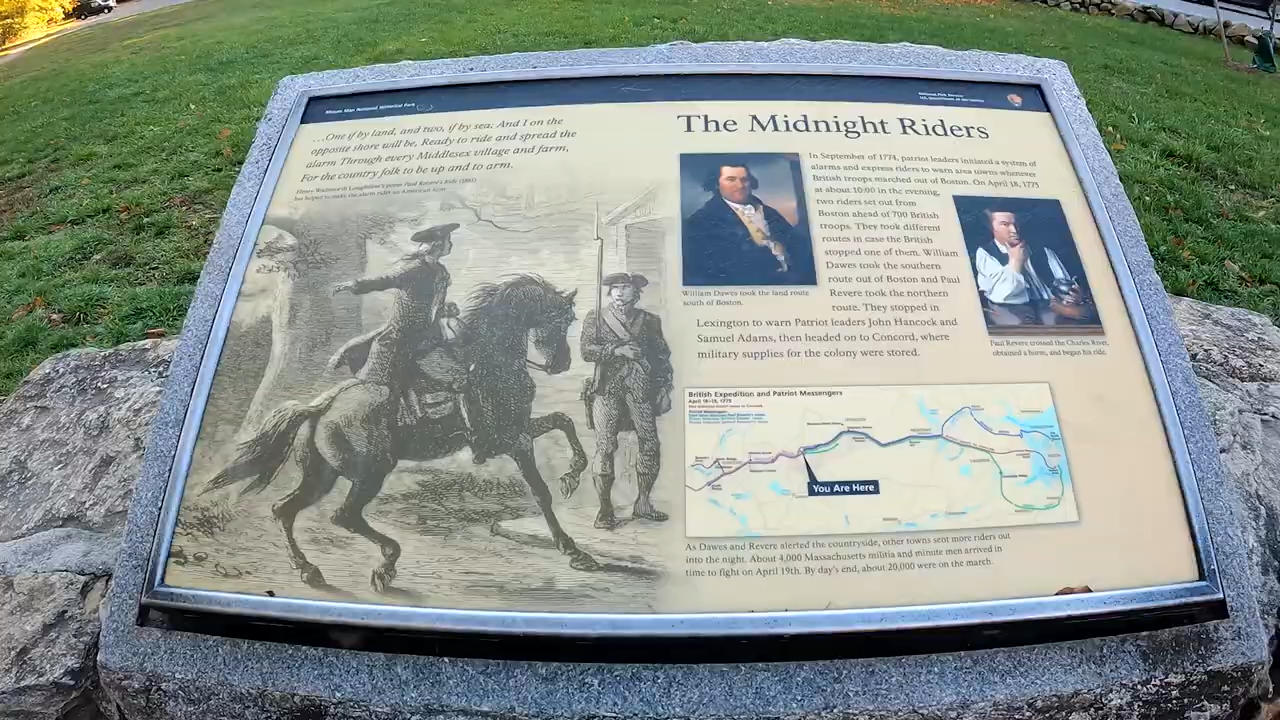 Minute Man National Historical Park
National Park Service
U.S. Department of the Interior
...One if by land, and two, if by sea; And I on the
opposite shore will be, Ready to ride and spread the
alarm Through every Middlesex village and farm,
For the country folk to be up and to arm.
Henry Wadsworth Longfellow's poem Paul Revere's Ride (1861)
has helped to make the alarm rider an American icon.
The Midnight Riders
In September of 1774, patriot leaders initiated a system of
alarms and express riders to warn area towns whenever
British troops marched out of Boston. On April 18, 1775
at about 10:00 in the evening,
two riders set out from
Boston ahead of 700 British
troops. They took different
routes in case the British
stopped one of them. William
Dawes took the southern
route out of Boston and Paul
Revere took the northern
route. They stopped in
Lexington to warn Patriot leaders John Hancock and
Samuel Adams, then headed on to Concord, where
military supplies for the colony were stored.
William Dawes took the land route
south of Boston.
Paul Revere crossed the Charles River,
obtained a horse, and began his ride.
British Expedition and Patriot Messengers
April 18-19, 1775
You Are Here
As Dawes and Revere alerted the countryside, other towns sent more riders out
into the night. About 4,000 Massachusetts militia and minute men arrived in
time to fight on April 19th. By day's end, about 20,000 were on the march.